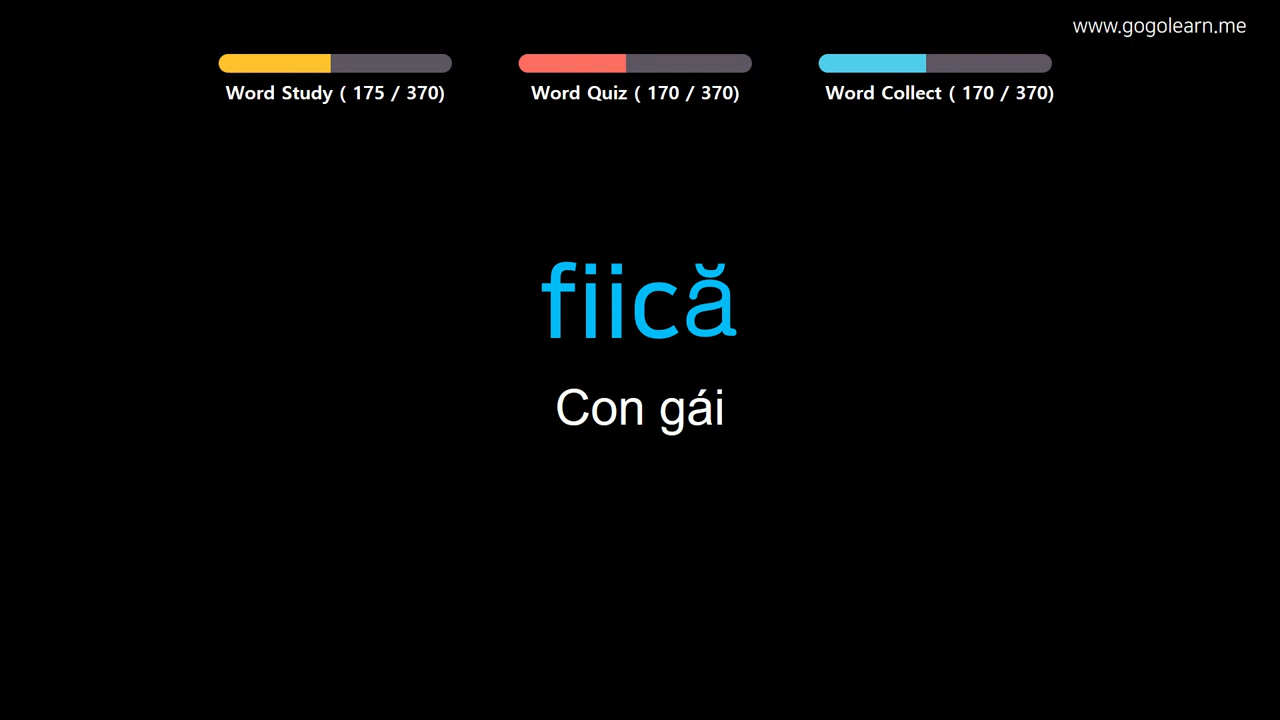 www.gogolearn.me
Word Study ( 175 / 370)
Word Quiz ( 170 / 370)
Word Collect ( 170 / 370)
fiică
Con gái